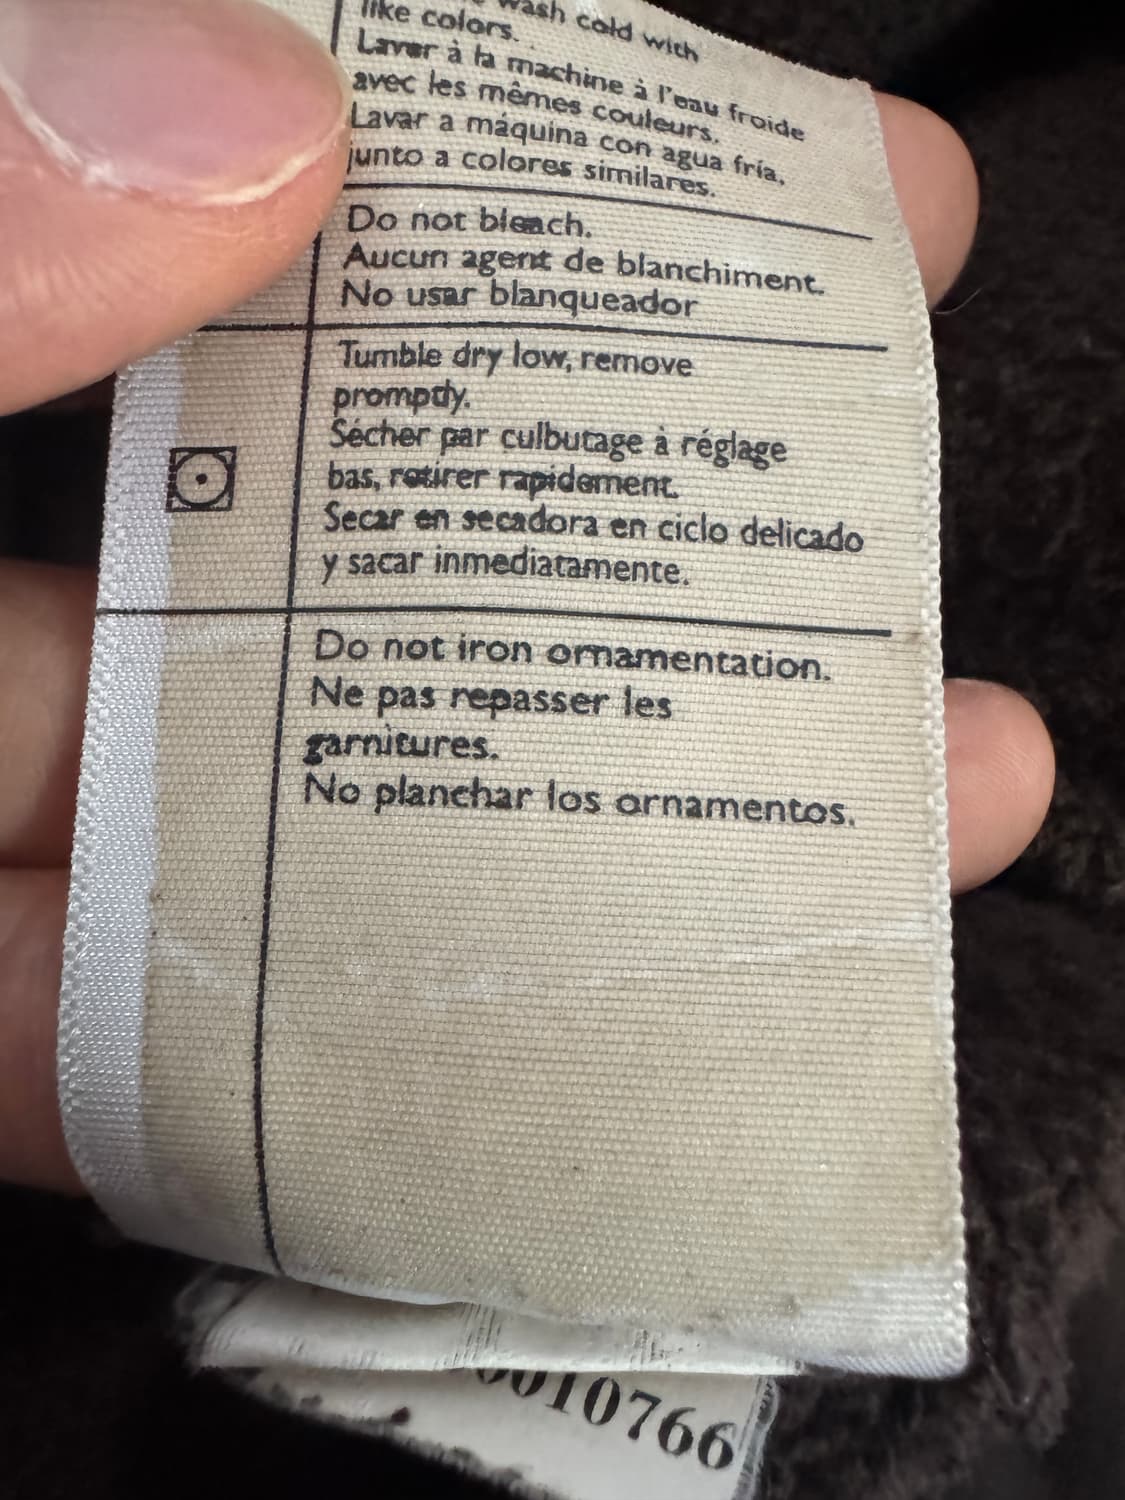 wash cold with
like colors.
Laver à la machine à l'eau froide
avec les mêmes couleurs.
Lavar a máquina con agua fría,
junto a colores similares.
Do not bleach.
Aucun agent de blanchiment.
No usar blanqueador
Tumble dry low, remove
promptly.
Sécher par culbutage à réglage
bas, retirer rapidement.
Secar en secadora en ciclo delicado
y sacar inmediatamente.
Do not iron ornamentation.
Ne pas repasser les
garnitures.
No planchar los ornamentos.
0010766